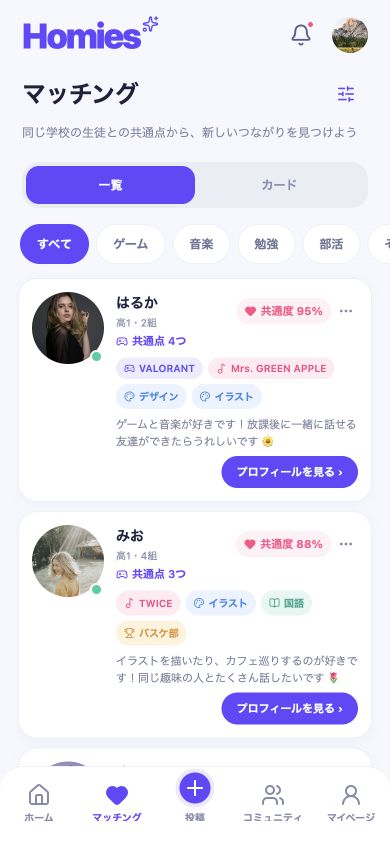 Homies
マッチング
同じ学校の生徒との共通点から、新しいつながりを見つけよう
一覧 カード
すべて ゲーム 音楽 勉強 部活
はるか
共通度 95%
高1・2組
共通点 4つ
VALORANT Mrs. GREEN APPLE
デザイン イラスト
ゲームと音楽が好きです！放課後に一緒に話せる
友達ができたらうれしいです 🌼
プロフィールを見る ›
みお
共通度 88%
高1・4組
共通点 3つ
TWICE イラスト 国語
バスケ部
イラストを描いたり、カフェ巡りするのが好きで
す！同じ趣味の人とたくさん話したいです 🌷
プロフィールを見る ›
ホーム マッチング 投稿 コミュニティ マイページ